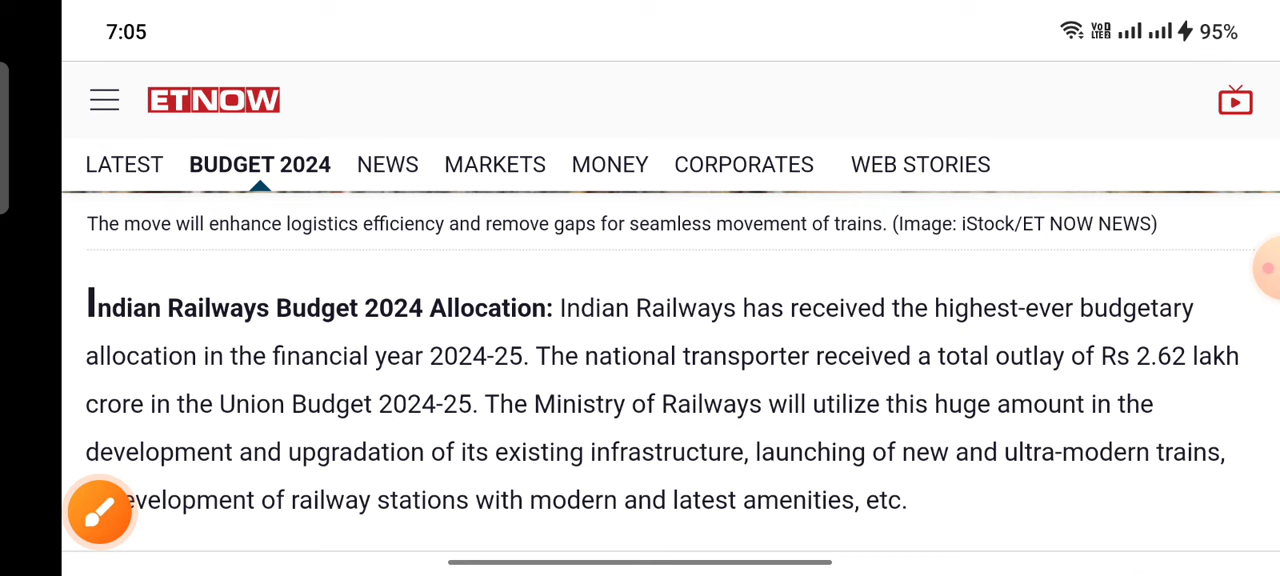 7:05 VoD LTE 95%
ETNOW
LATEST BUDGET 2024 NEWS MARKETS MONEY CORPORATES WEB STORIES
The move will enhance logistics efficiency and remove gaps for seamless movement of trains. (Image: iStock/ET NOW NEWS)
Indian Railways Budget 2024 Allocation: Indian Railways has received the highest-ever budgetary
allocation in the financial year 2024-25. The national transporter received a total outlay of Rs 2.62 lakh
crore in the Union Budget 2024-25. The Ministry of Railways will utilize this huge amount in the
development and upgradation of its existing infrastructure, launching of new and ultra-modern trains,
evelopment of railway stations with modern and latest amenities, etc.